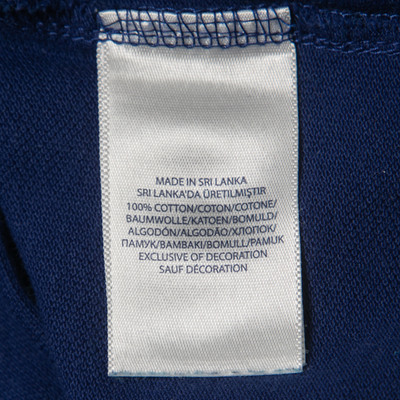 MADE IN SRI LANKA
SRI LANKA'DA ÜRETILMIŞTIR
100% COTTON/COTON/COTONE/
BAUMWOLLE/KATOEN/BOMULD/
ALGODÓN/ALGODÃO/ХЛОПОК/
ПАМУК/BAMBAKI/BOMULL/PAMUK
EXCLUSIVE OF DECORATION
SAUF DÉCORATION